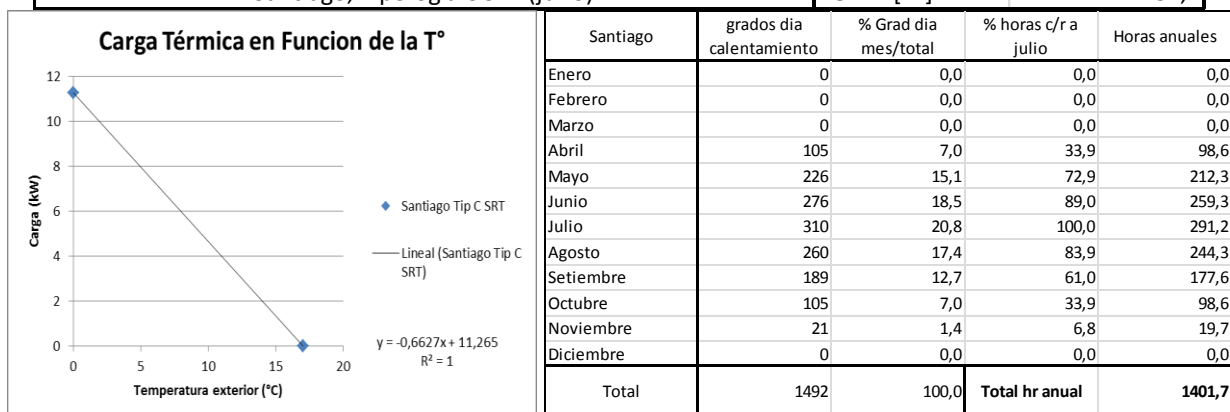 Carga Térmica en Funcion de la T°
12
10
8
6
4
2
0
0 5 10 15 20
Carga (kW)
Temperatura exterior (°C)
Santiago Tip C SRT
Lineal (Santiago Tip C
SRT)
y = -0,6627x + 11,265
R² = 1
Santiago grados dia calentamiento % Grad dia mes/total % horas c/r a julio Horas anuales
Enero 0 0,0 0,0 0,0
Febrero 0 0,0 0,0 0,0
Marzo 0 0,0 0,0 0,0
Abril 105 7,0 33,9 98,6
Mayo 226 15,1 72,9 212,3
Junio 276 18,5 89,0 259,3
Julio 310 20,8 100,0 291,2
Agosto 260 17,4 83,9 244,3
Setiembre 189 12,7 61,0 177,6
Octubre 105 7,0 33,9 98,6
Noviembre 21 1,4 6,8 19,7
Diciembre 0 0,0 0,0 0,0
Total 1492 100,0 Total hr anual 1401,7